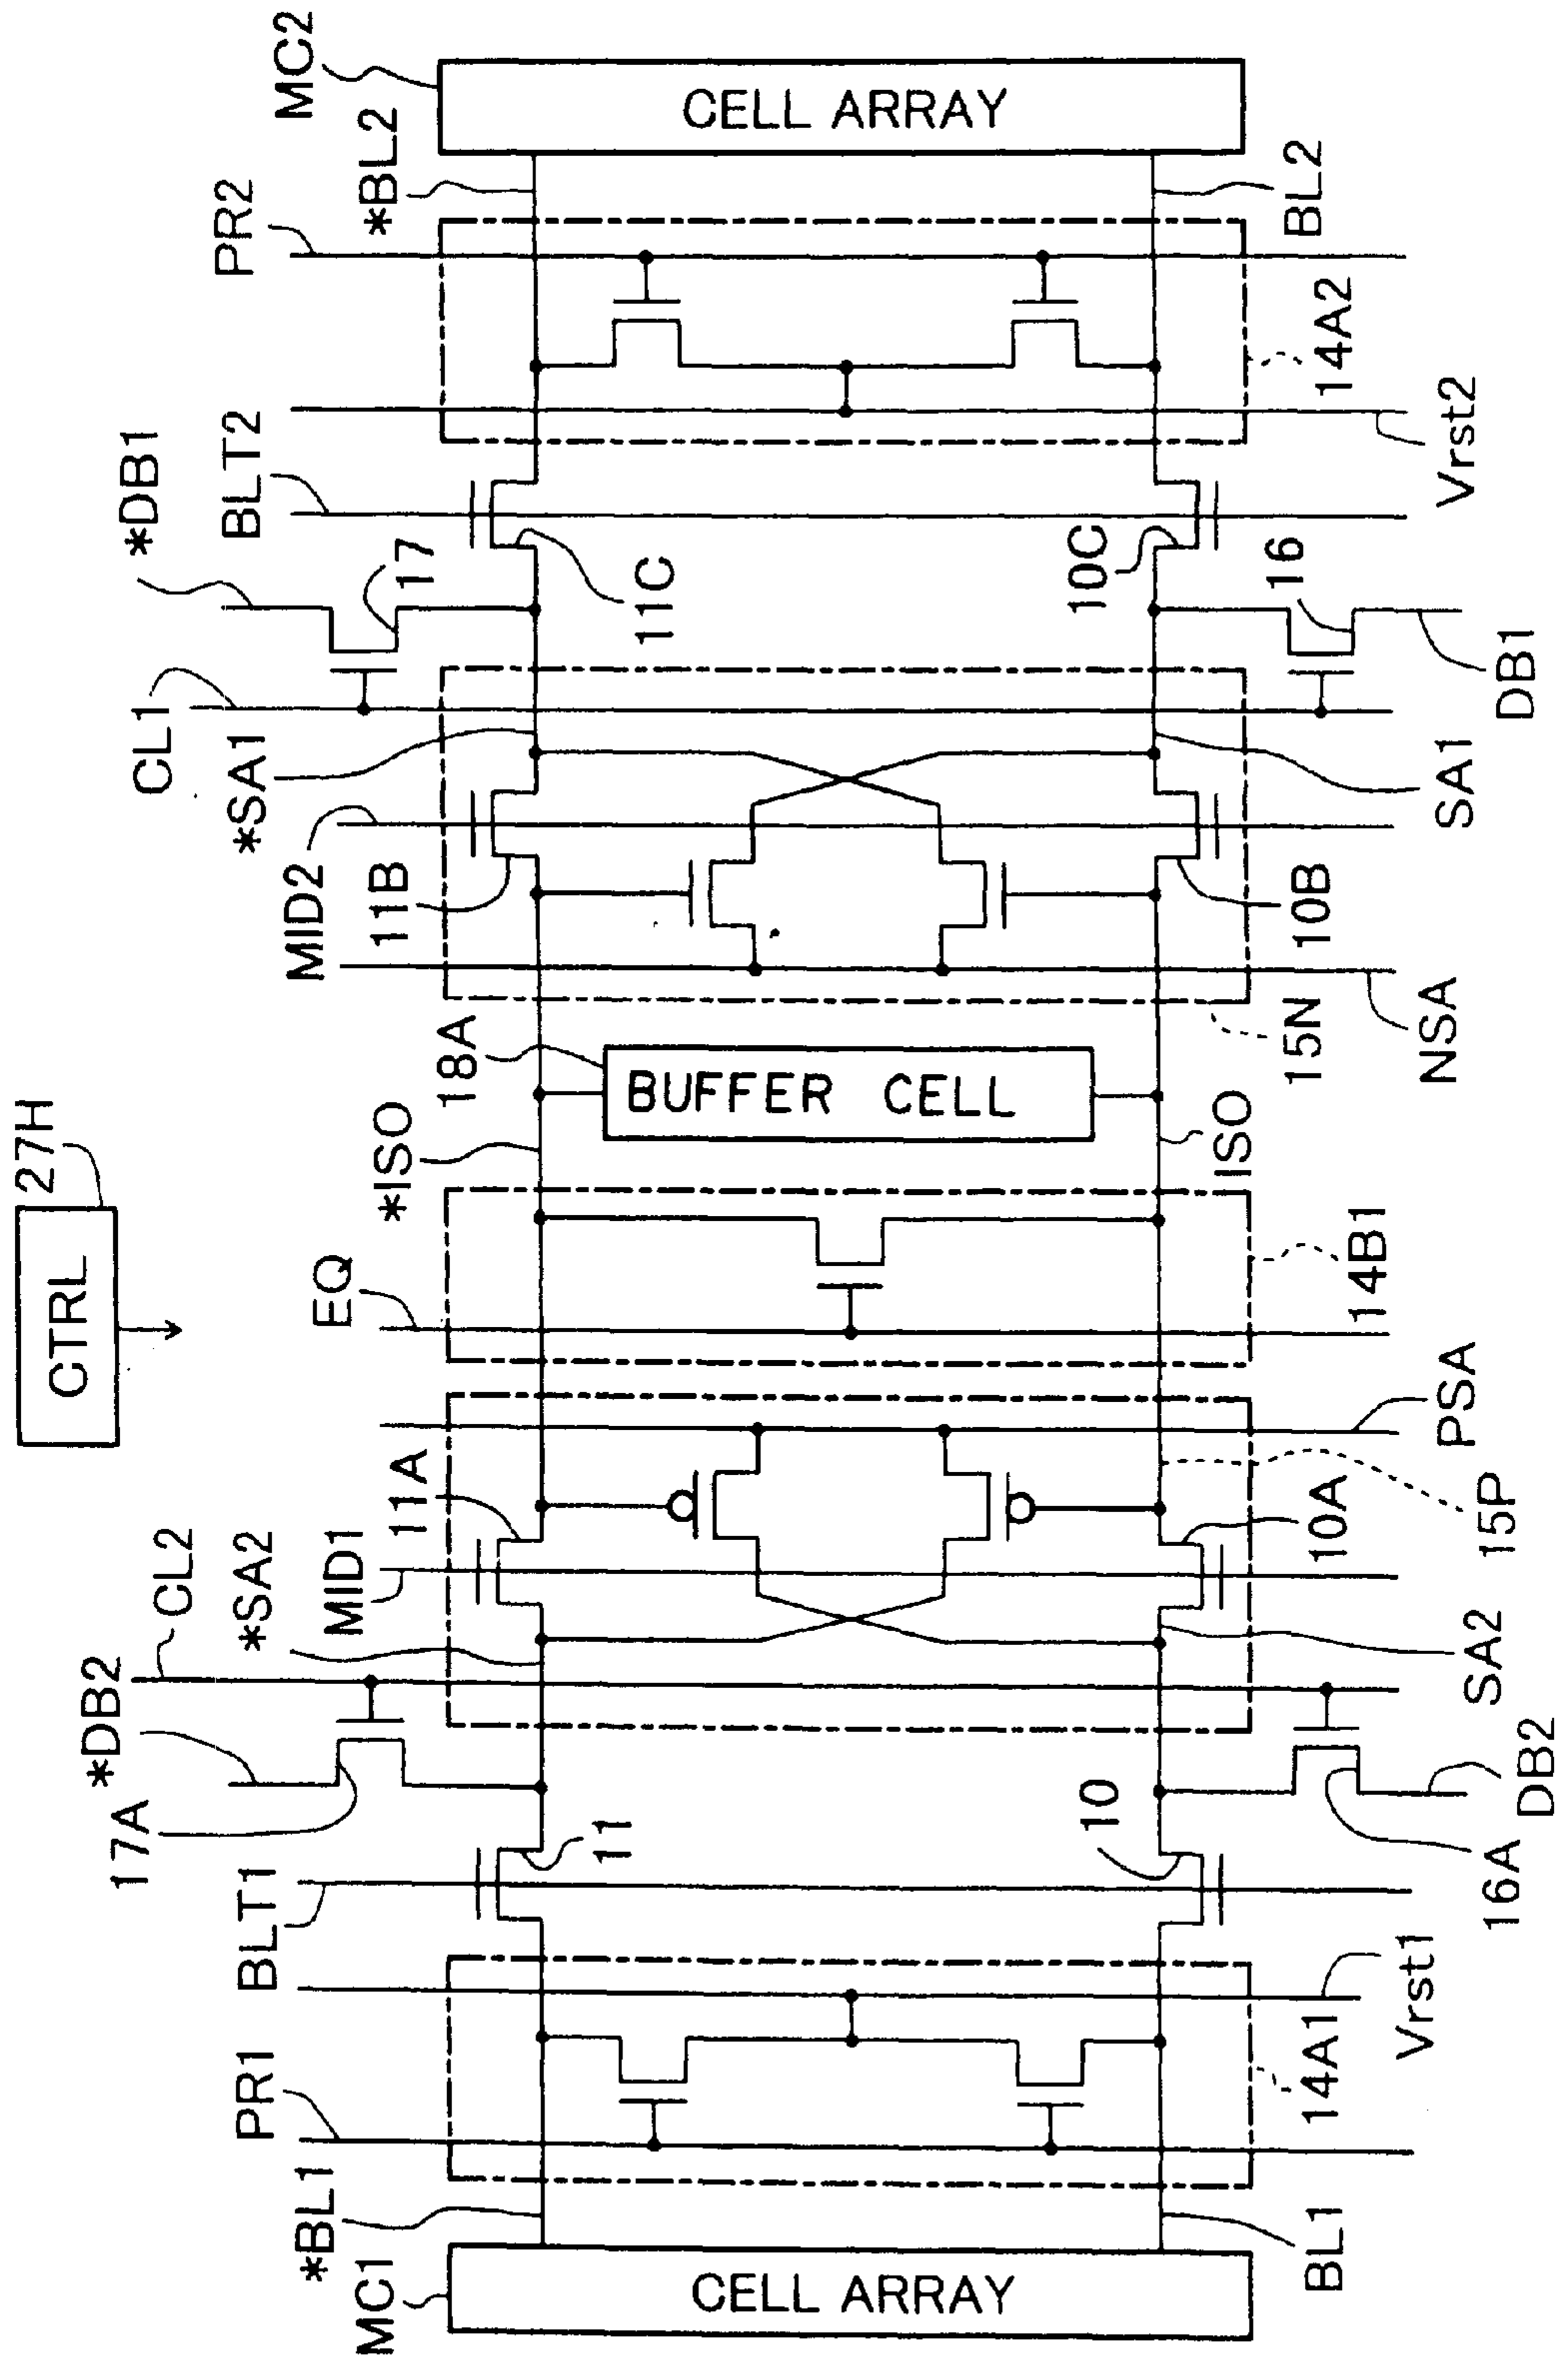 CTRL
27H
MC1
*BL1
PR1
BLT1
17A
*DB2
CL2
*SA2
MID1
11A
EQ
*ISO
18A
MID2
11B
*SA1
CL1
*DB1
17
BLT2
PR2
*BL2
MC2
11
11C
CELL ARRAY
BUFFER CELL
CELL ARRAY
10
10C
16
BL1
14A1
Vrst1
16A
DB2
SA2
10A
15P
PSA
14B1
ISO
15N
NSA
10B
SA1
DB1
Vrst2
14A2
BL2